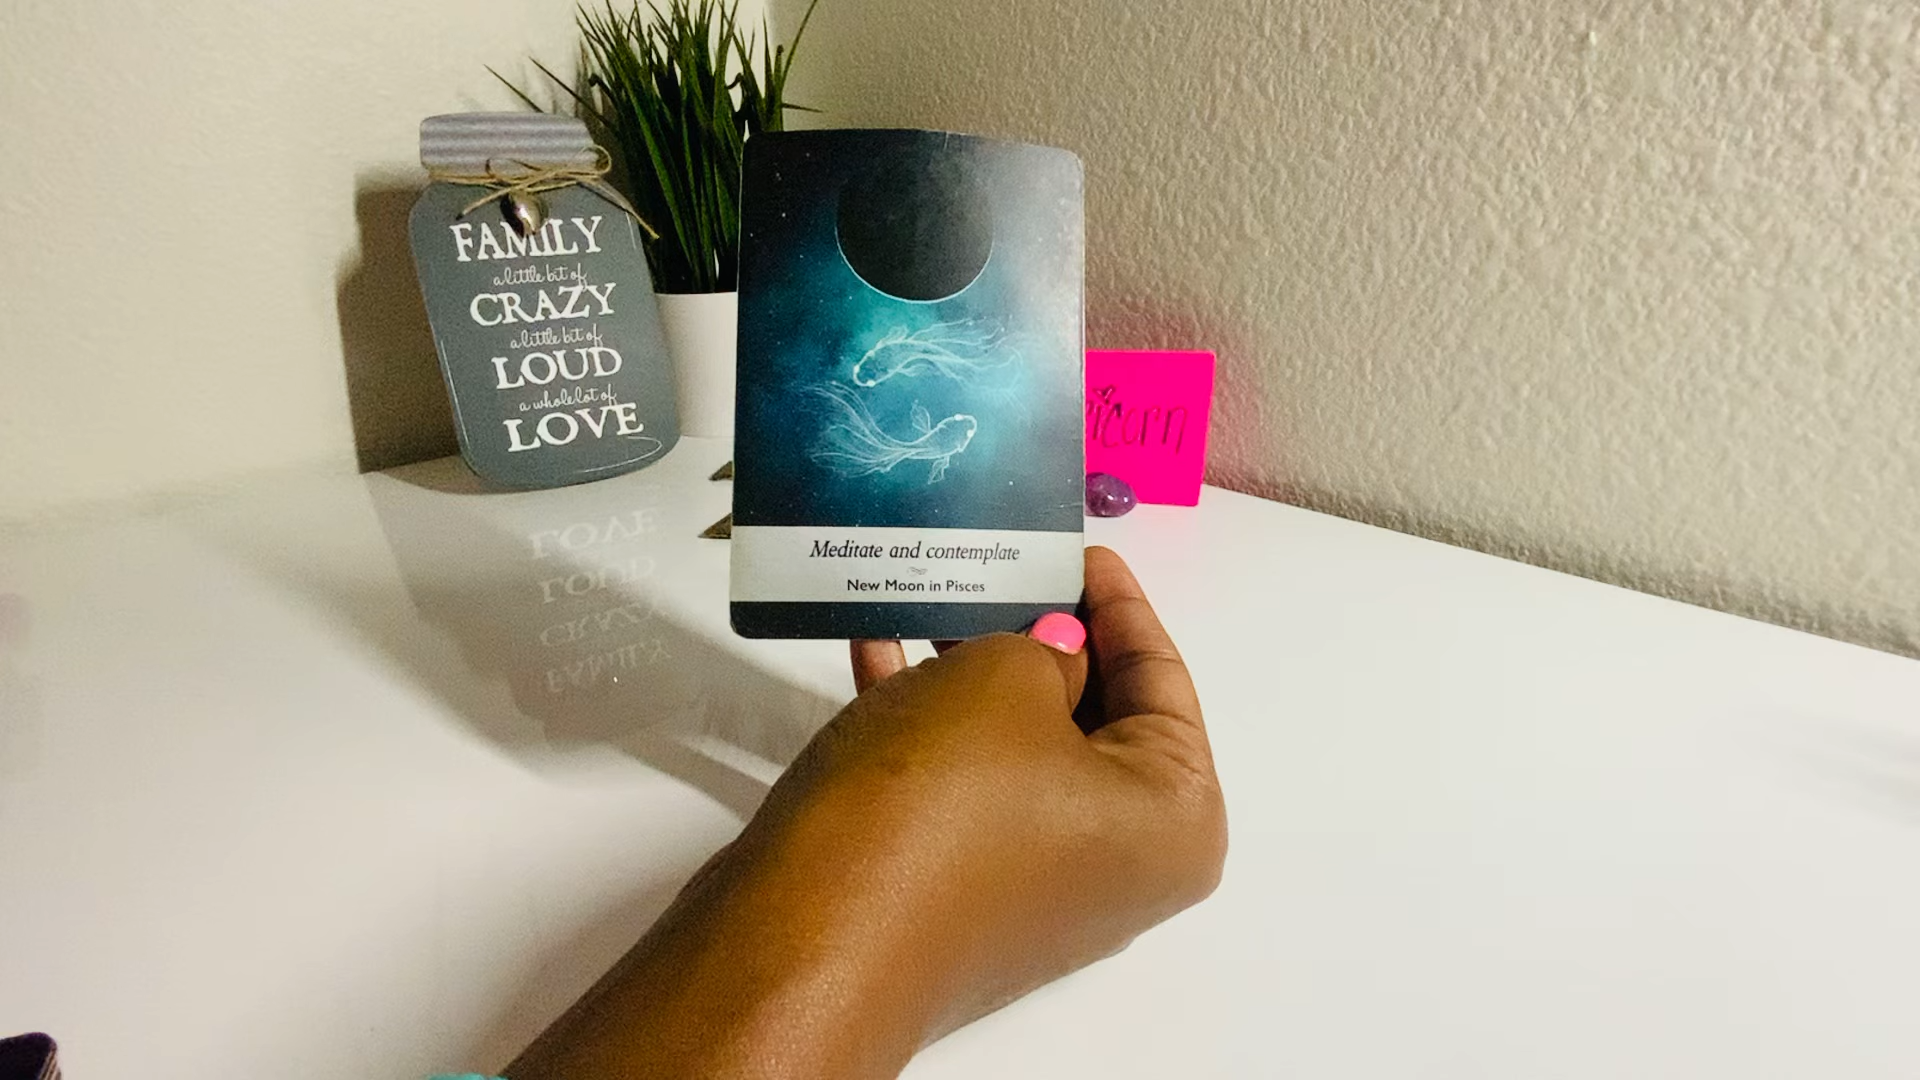 FAMILY
a little bit of
CRAZY
a little bit of
LOUD
a whole lot of
LOVE
Meditate and contemplate
New Moon in Pisces
icorn